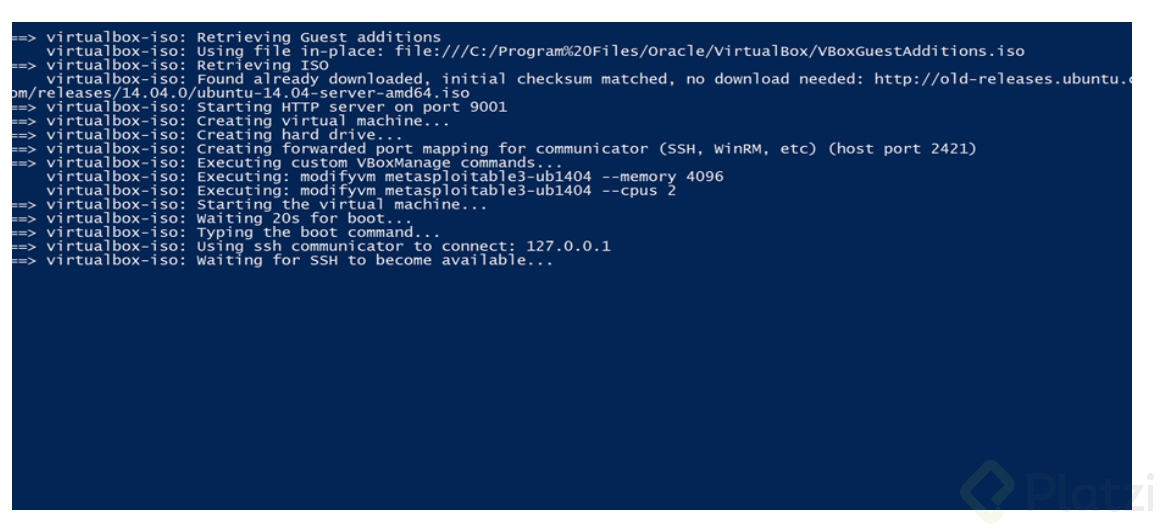 ==> virtualbox-iso: Retrieving Guest additions
    virtualbox-iso: Using file in-place: file:///C:/Program%20Files/Oracle/VirtualBox/VBoxGuestAdditions.iso
==> virtualbox-iso: Retrieving ISO
    virtualbox-iso: Found already downloaded, initial checksum matched, no download needed: http://old-releases.ubuntu.c
om/releases/14.04.0/ubuntu-14.04-server-amd64.iso
==> virtualbox-iso: Starting HTTP server on port 9001
==> virtualbox-iso: Creating virtual machine...
==> virtualbox-iso: Creating hard drive...
==> virtualbox-iso: Creating forwarded port mapping for communicator (SSH, WinRM, etc) (host port 2421)
==> virtualbox-iso: Executing custom VBoxManage commands...
    virtualbox-iso: Executing: modifyvm metasploitable3-ub1404 --memory 4096
    virtualbox-iso: Executing: modifyvm metasploitable3-ub1404 --cpus 2
==> virtualbox-iso: Starting the virtual machine...
==> virtualbox-iso: Waiting 20s for boot...
==> virtualbox-iso: Typing the boot command...
==> virtualbox-iso: Using ssh communicator to connect: 127.0.0.1
==> virtualbox-iso: Waiting for SSH to become available...
Platzi